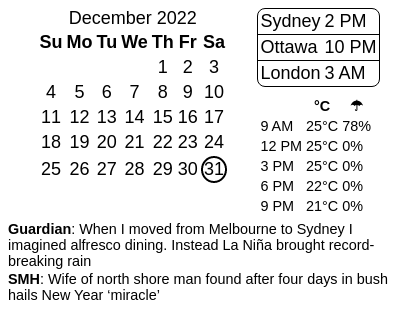 December 2022
Su Mo Tu We Th Fr Sa
1 2 3
4 5 6 7 8 9 10
11 12 13 14 15 16 17
18 19 20 21 22 23 24
25 26 27 28 29 30 31
Sydney 2 PM
Ottawa 10 PM
London 3 AM
°C ☂
9 AM 25°C 78%
12 PM 25°C 0%
3 PM 25°C 0%
6 PM 22°C 0%
9 PM 21°C 0%
Guardian: When I moved from Melbourne to Sydney I
imagined alfresco dining. Instead La Niña brought record-
breaking rain
SMH: Wife of north shore man found after four days in bush
hails New Year ‘miracle’